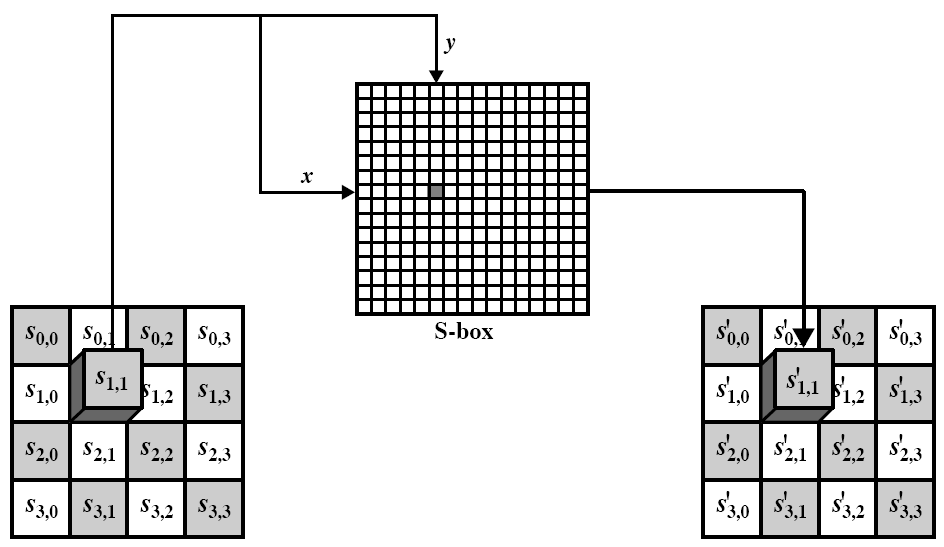 y
x
S-box
s0,0 s0,1 s0,2 s0,3
s1,0 s1,1 s1,2 s1,3
s2,0 s2,1 s2,2 s2,3
s3,0 s3,1 s3,2 s3,3
s'0,0 s'0,1 s'0,2 s'0,3
s'1,0 s'1,1 s'1,2 s'1,3
s'2,0 s'2,1 s'2,2 s'2,3
s'3,0 s'3,1 s'3,2 s'3,3